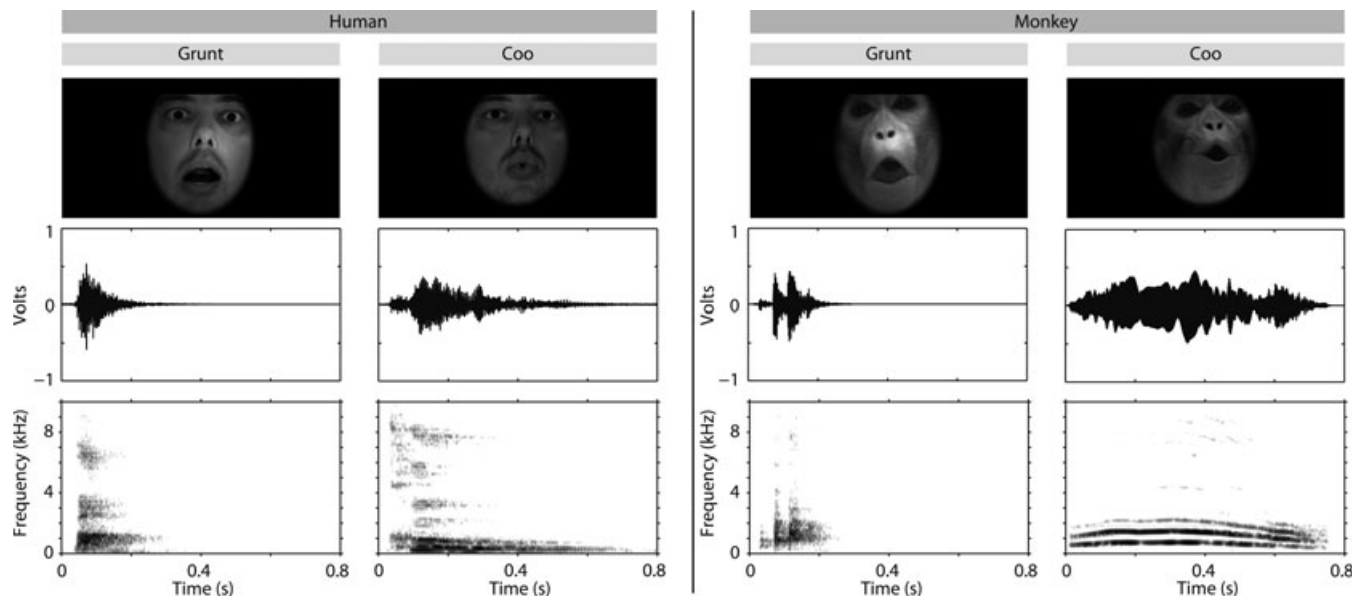 Human Monkey
Grunt Coo Grunt Coo
1 1
Volts 0 Volts 0
−1 −1
8 8
Frequency (kHz) 4 Frequency (kHz) 4
0 0
0 0.4 0.8 0 0.4 0.8 0 0.4 0.8 0 0.4 0.8
Time (s) Time (s) Time (s) Time (s)